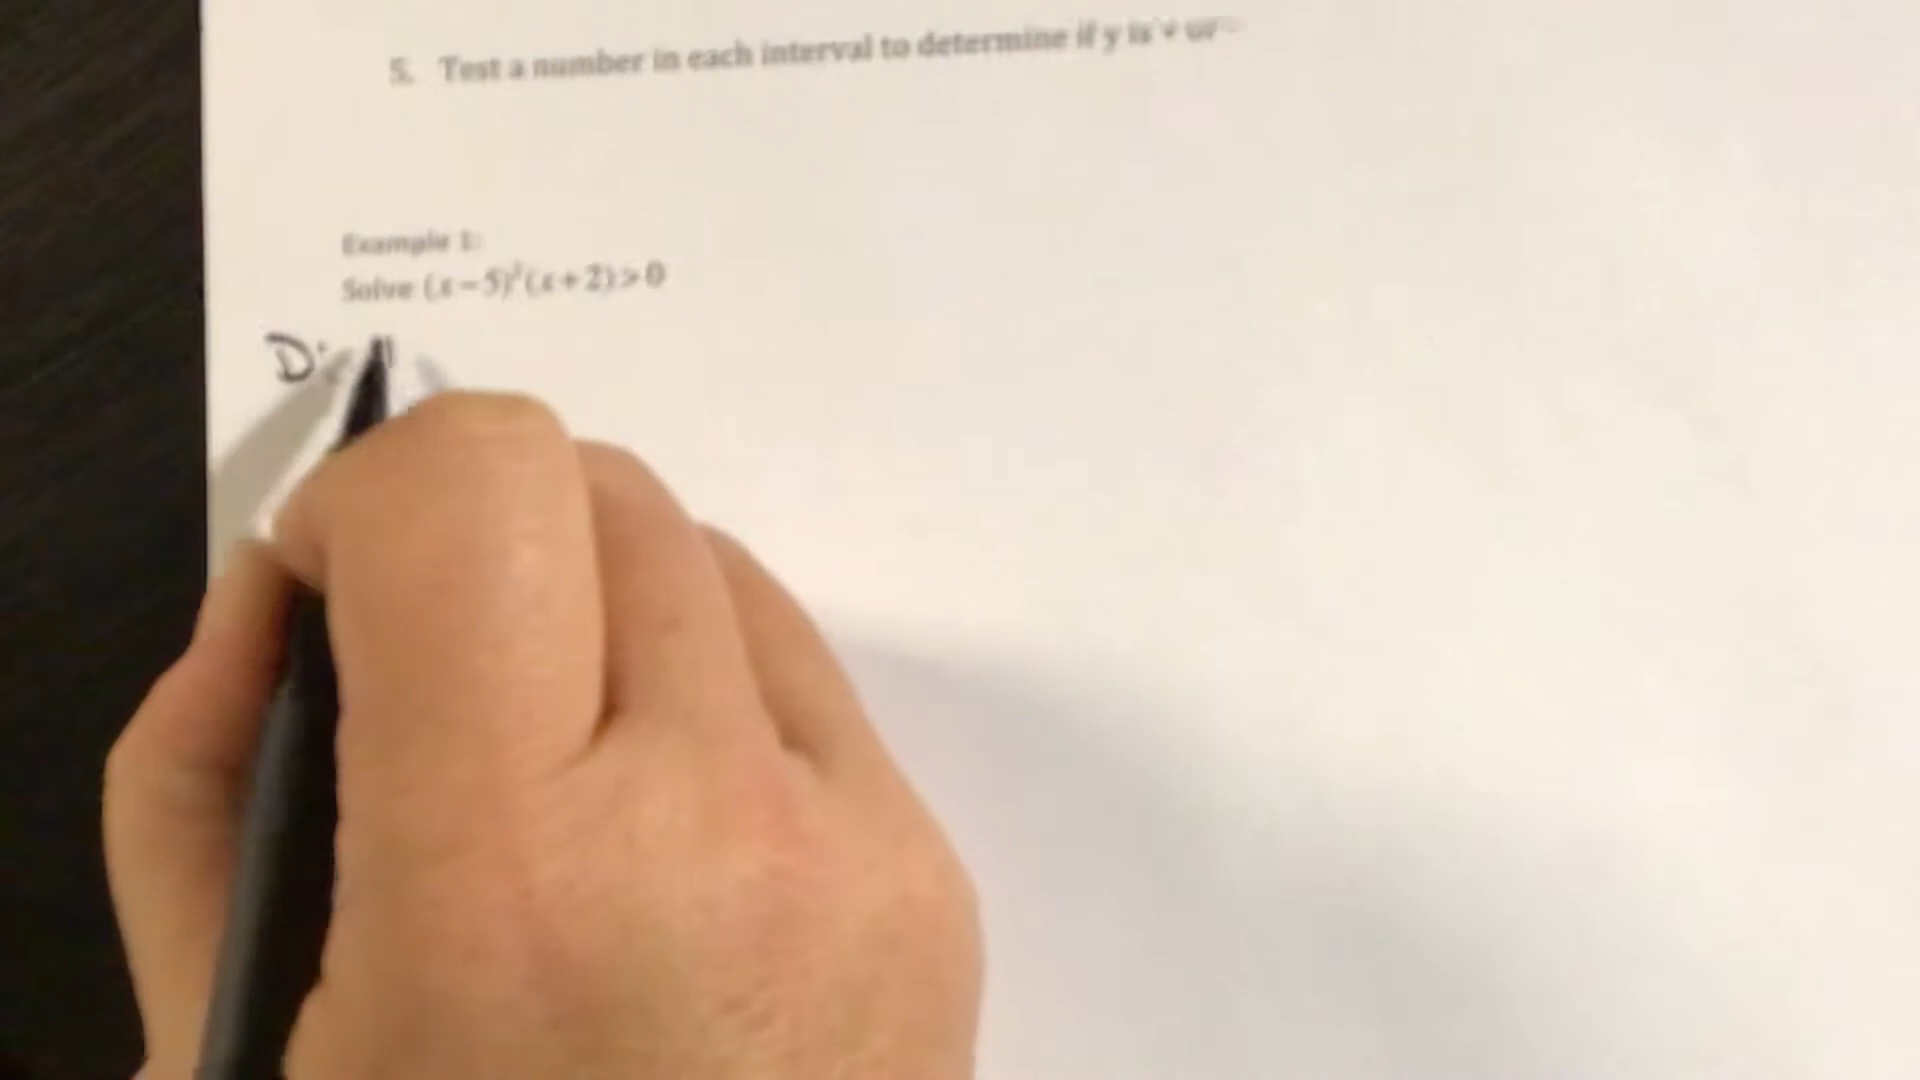 5. Test a number in each interval to determine if y is + or -
Example 1:
Solve (x-5)²(x+2)>0